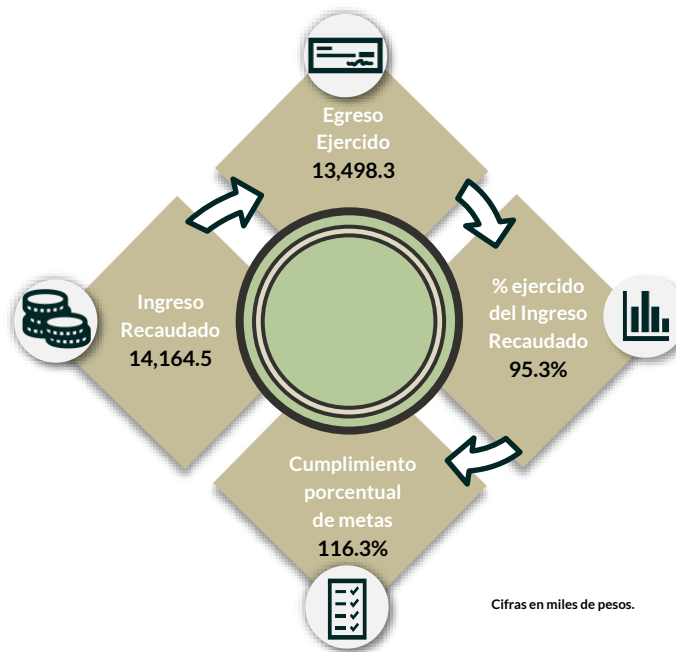 Egreso
Ejercido
13,498.3
Ingreso
Recaudado
14,164.5
% ejercido
del Ingreso
Recaudado
95.3%
Cumplimiento
porcentual
de metas
116.3%
Cifras en miles de pesos.